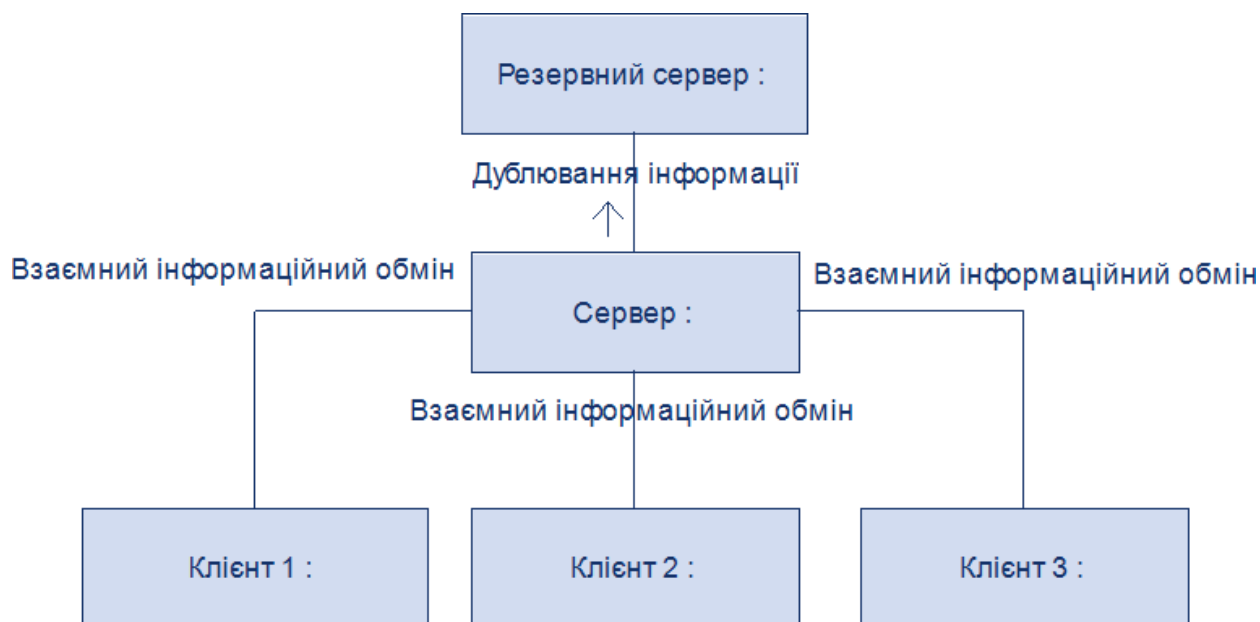 Резервний сервер :
Дублювання інформації
Взаємний інформаційний обмін
Взаємний інформаційний обмін
Сервер :
Взаємний інформаційний обмін
Клієнт 1 :
Клієнт 2 :
Клієнт 3 :